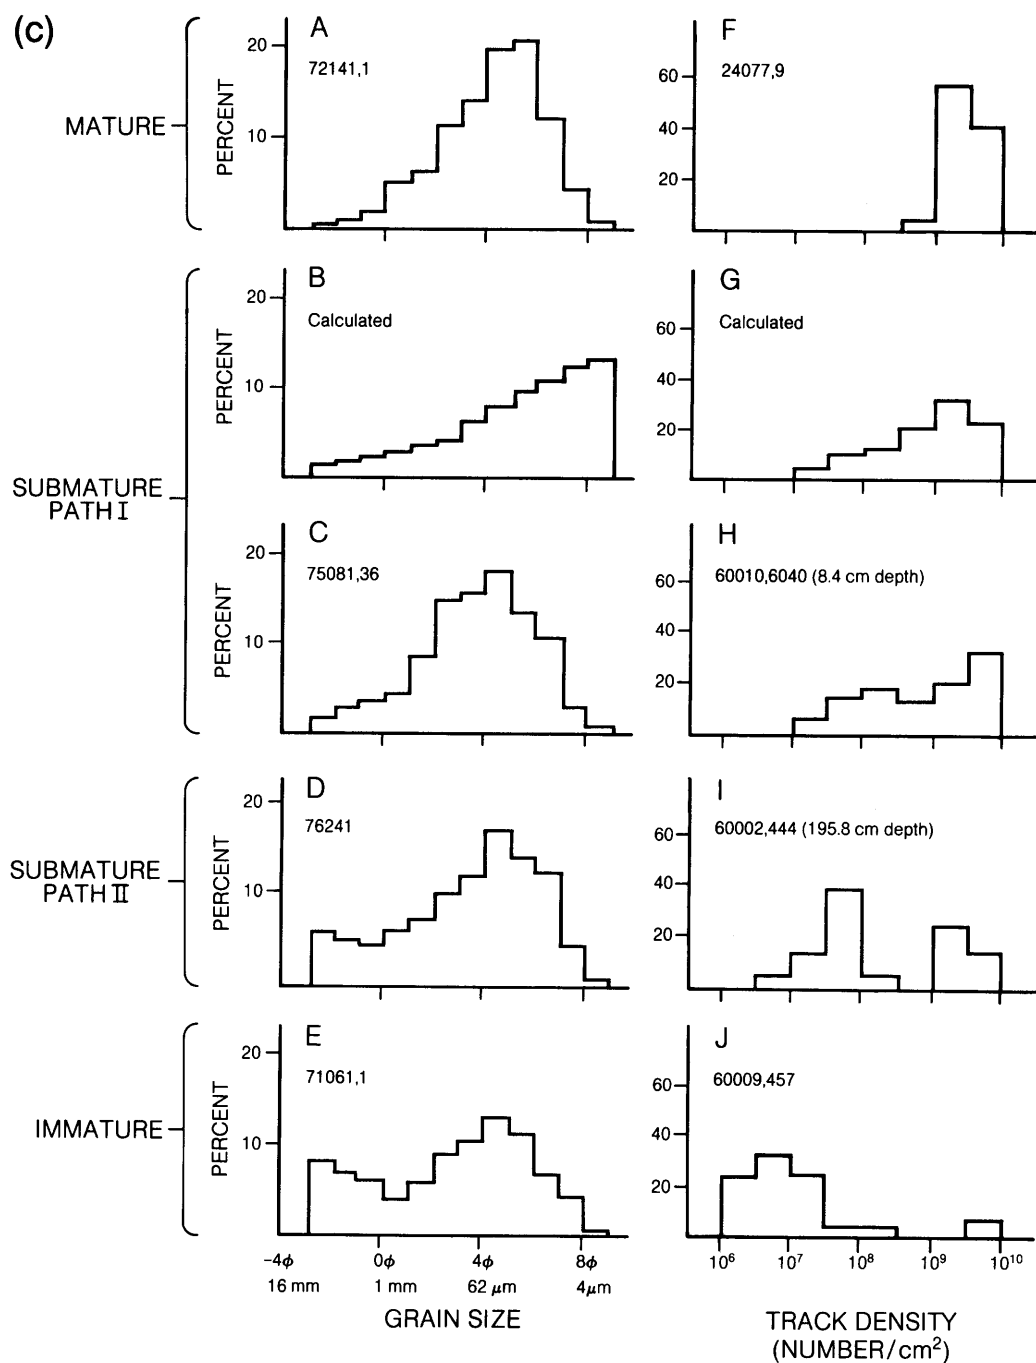 (c)
MATURE
A
72141,1
PERCENT
20
10
F
24077,9
60
40
20
SUBMATURE
PATH I
B
Calculated
PERCENT
20
10
G
Calculated
60
40
20
C
75081,36
PERCENT
20
10
H
60010,6040 (8.4 cm depth)
60
40
20
SUBMATURE
PATH II
D
76241
PERCENT
20
10
I
60002,444 (195.8 cm depth)
60
40
20
IMMATURE
E
71061,1
PERCENT
20
10
J
60009,457
60
40
20
−4ϕ 0ϕ 4ϕ 8ϕ
16 mm 1 mm 62 μm 4μm
GRAIN SIZE
10⁶ 10⁷ 10⁸ 10⁹ 10¹⁰
TRACK DENSITY
(NUMBER/cm²)